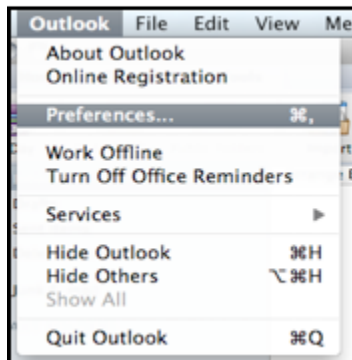 Outlook File Edit View Me
About Outlook
Online Registration
Preferences... ⌘,
Work Offline
Turn Off Office Reminders
Services ▶
Hide Outlook ⌘H
Hide Others ⌥⌘H
Show All
Quit Outlook ⌘Q